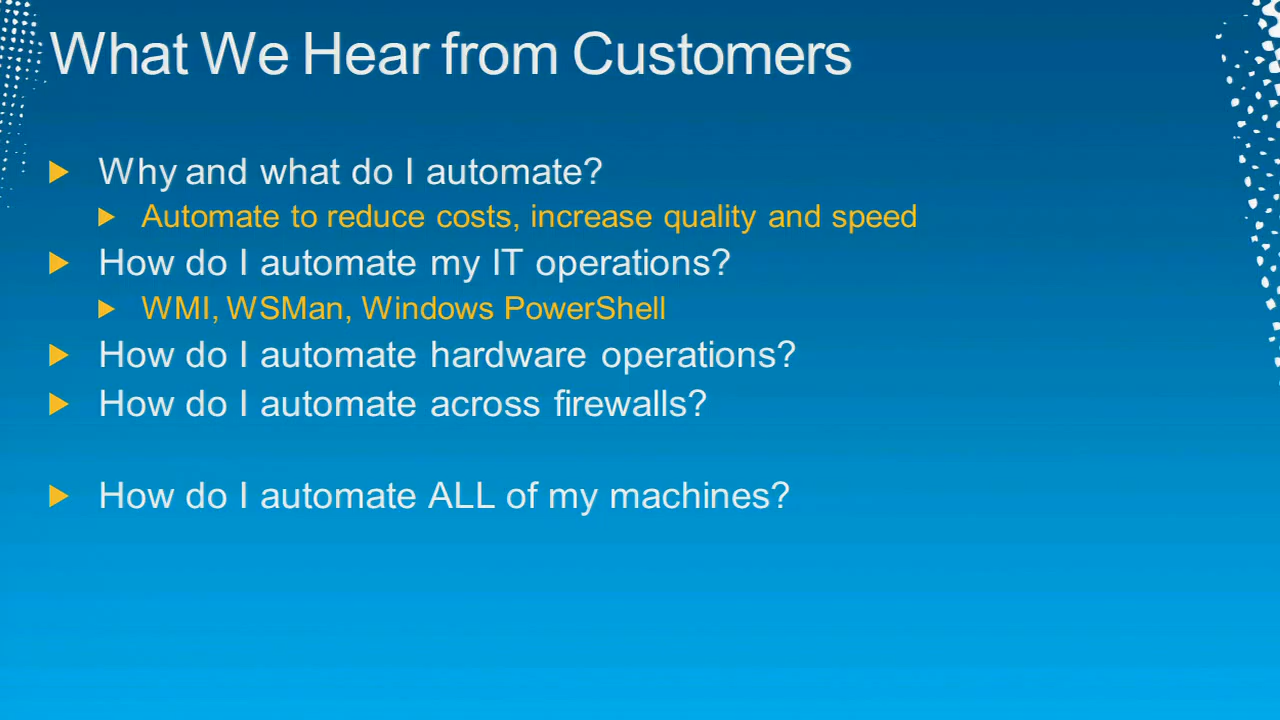 What We Hear from Customers
Why and what do I automate?
Automate to reduce costs, increase quality and speed
How do I automate my IT operations?
WMI, WSMan, Windows PowerShell
How do I automate hardware operations?
How do I automate across firewalls?
How do I automate ALL of my machines?